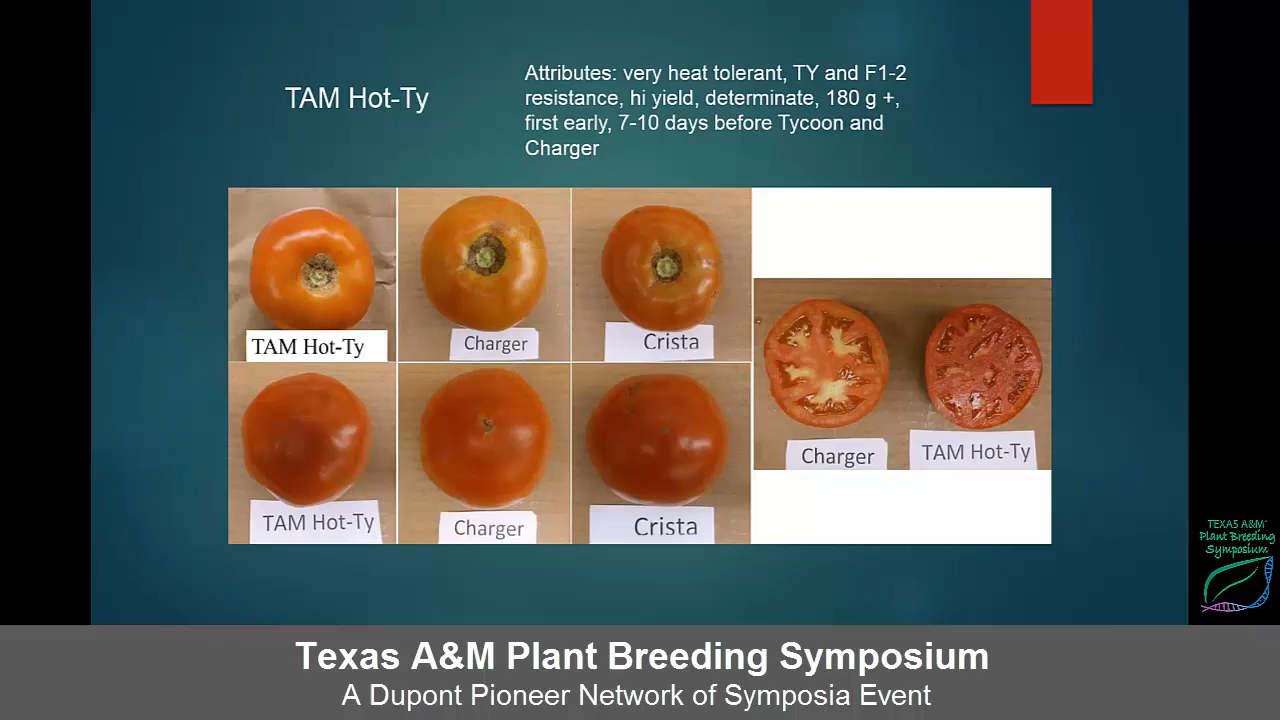 TAM Hot-Ty
Attributes: very heat tolerant, TY and F1-2
resistance, hi yield, determinate, 180 g +,
first early, 7-10 days before Tycoon and
Charger
TAM Hot-Ty
Charger
Crista
TAM Hot-Ty
Charger
Crista
Charger
TAM Hot-Ty
TEXAS A&M
Plant Breeding
Symposium
Texas A&M Plant Breeding Symposium
A Dupont Pioneer Network of Symposia Event